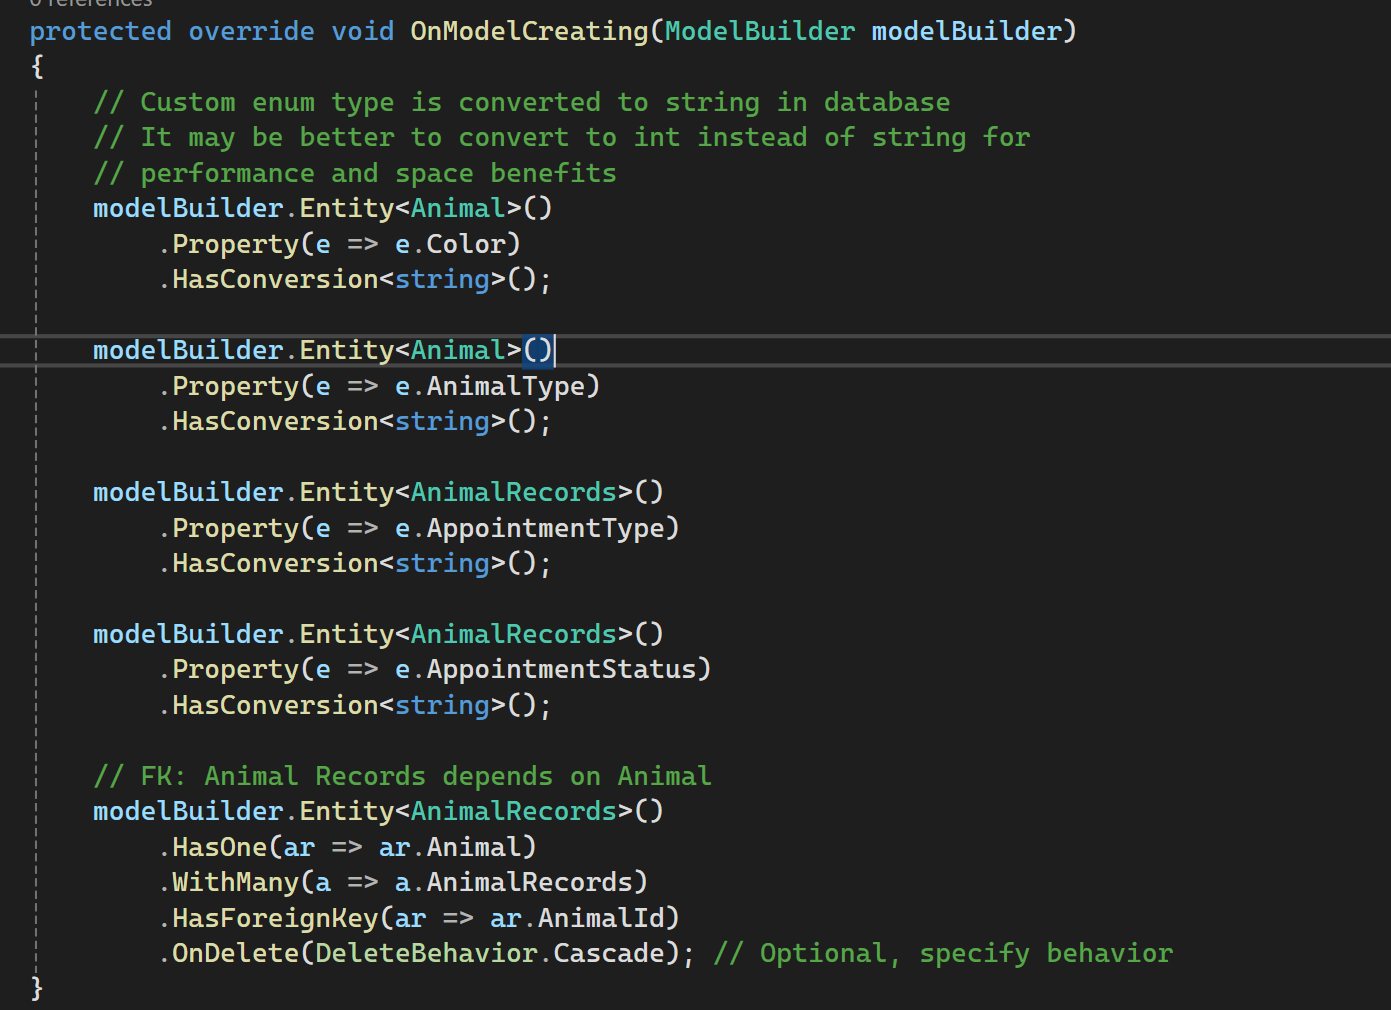 0 references
protected override void OnModelCreating(ModelBuilder modelBuilder)
{
// Custom enum type is converted to string in database
// It may be better to convert to int instead of string for
// performance and space benefits
modelBuilder.Entity<Animal>()
.Property(e => e.Color)
.HasConversion<string>();
modelBuilder.Entity<Animal>()
.Property(e => e.AnimalType)
.HasConversion<string>();
modelBuilder.Entity<AnimalRecords>()
.Property(e => e.AppointmentType)
.HasConversion<string>();
modelBuilder.Entity<AnimalRecords>()
.Property(e => e.AppointmentStatus)
.HasConversion<string>();
// FK: Animal Records depends on Animal
modelBuilder.Entity<AnimalRecords>()
.HasOne(ar => ar.Animal)
.WithMany(a => a.AnimalRecords)
.HasForeignKey(ar => ar.AnimalId)
.OnDelete(DeleteBehavior.Cascade); // Optional, specify behavior
}